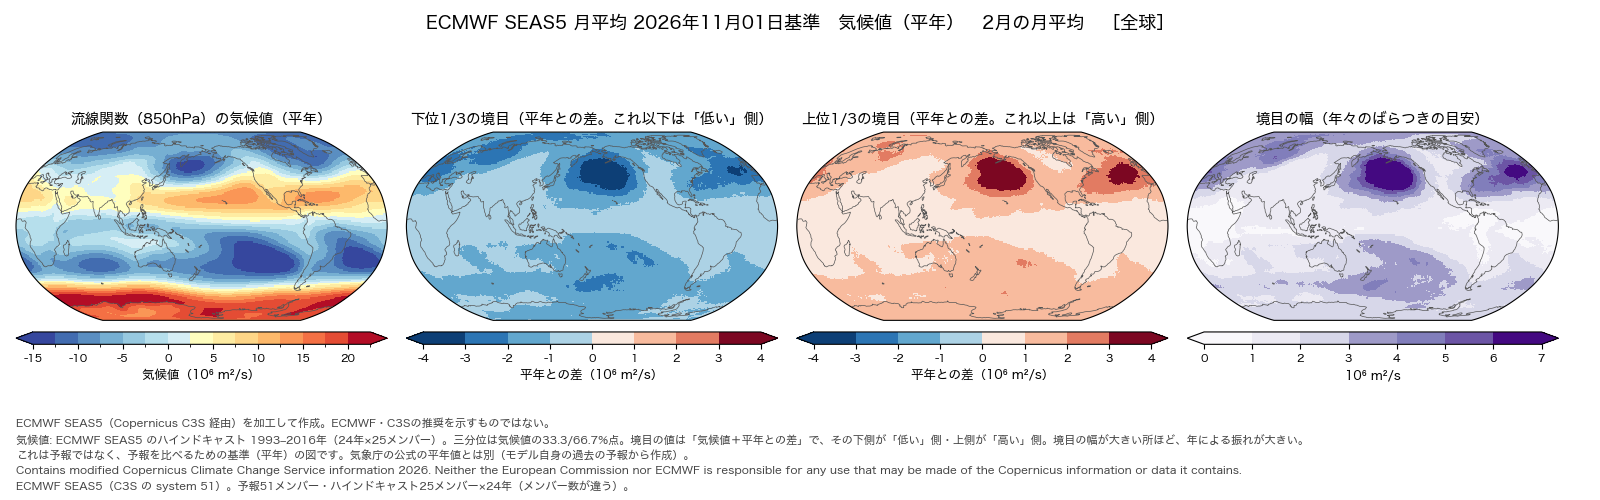 ECMWF SEAS5 月平均 2026年11月01日基準　気候値（平年）　2月の月平均　［全球］
流線関数（850hPa）の気候値（平年）
下位1/3の境目（平年との差。これ以下は「低い」側）
上位1/3の境目（平年との差。これ以上は「高い」側）
境目の幅（年々のばらつきの目安）
-15 -10 -5 0 5 10 15 20
気候値（10⁶ m²/s）
-4 -3 -2 -1 0 1 2 3 4
平年との差（10⁶ m²/s）
-4 -3 -2 -1 0 1 2 3 4
平年との差（10⁶ m²/s）
0 1 2 3 4 5 6 7
10⁶ m²/s
ECMWF SEAS5（Copernicus C3S 経由）を加工して作成。ECMWF・C3Sの推奨を示すものではない。
気候値: ECMWF SEAS5 のハインドキャスト 1993–2016年（24年×25メンバー）。三分位は気候値の33.3/66.7%点。境目の値は「気候値＋平年との差」で、その下側が「低い」側・上側が「高い」側。境目の幅が大きい所ほど、年による振れが大きい。
これは予報ではなく、予報を比べるための基準（平年）の図です。気象庁の公式の平年値とは別（モデル自身の過去の予報から作成）。
Contains modified Copernicus Climate Change Service information 2026. Neither the European Commission nor ECMWF is responsible for any use that may be made of the Copernicus information or data it contains.
ECMWF SEAS5（C3S の system 51）。予報51メンバー・ハインドキャスト25メンバー×24年（メンバー数が違う）。